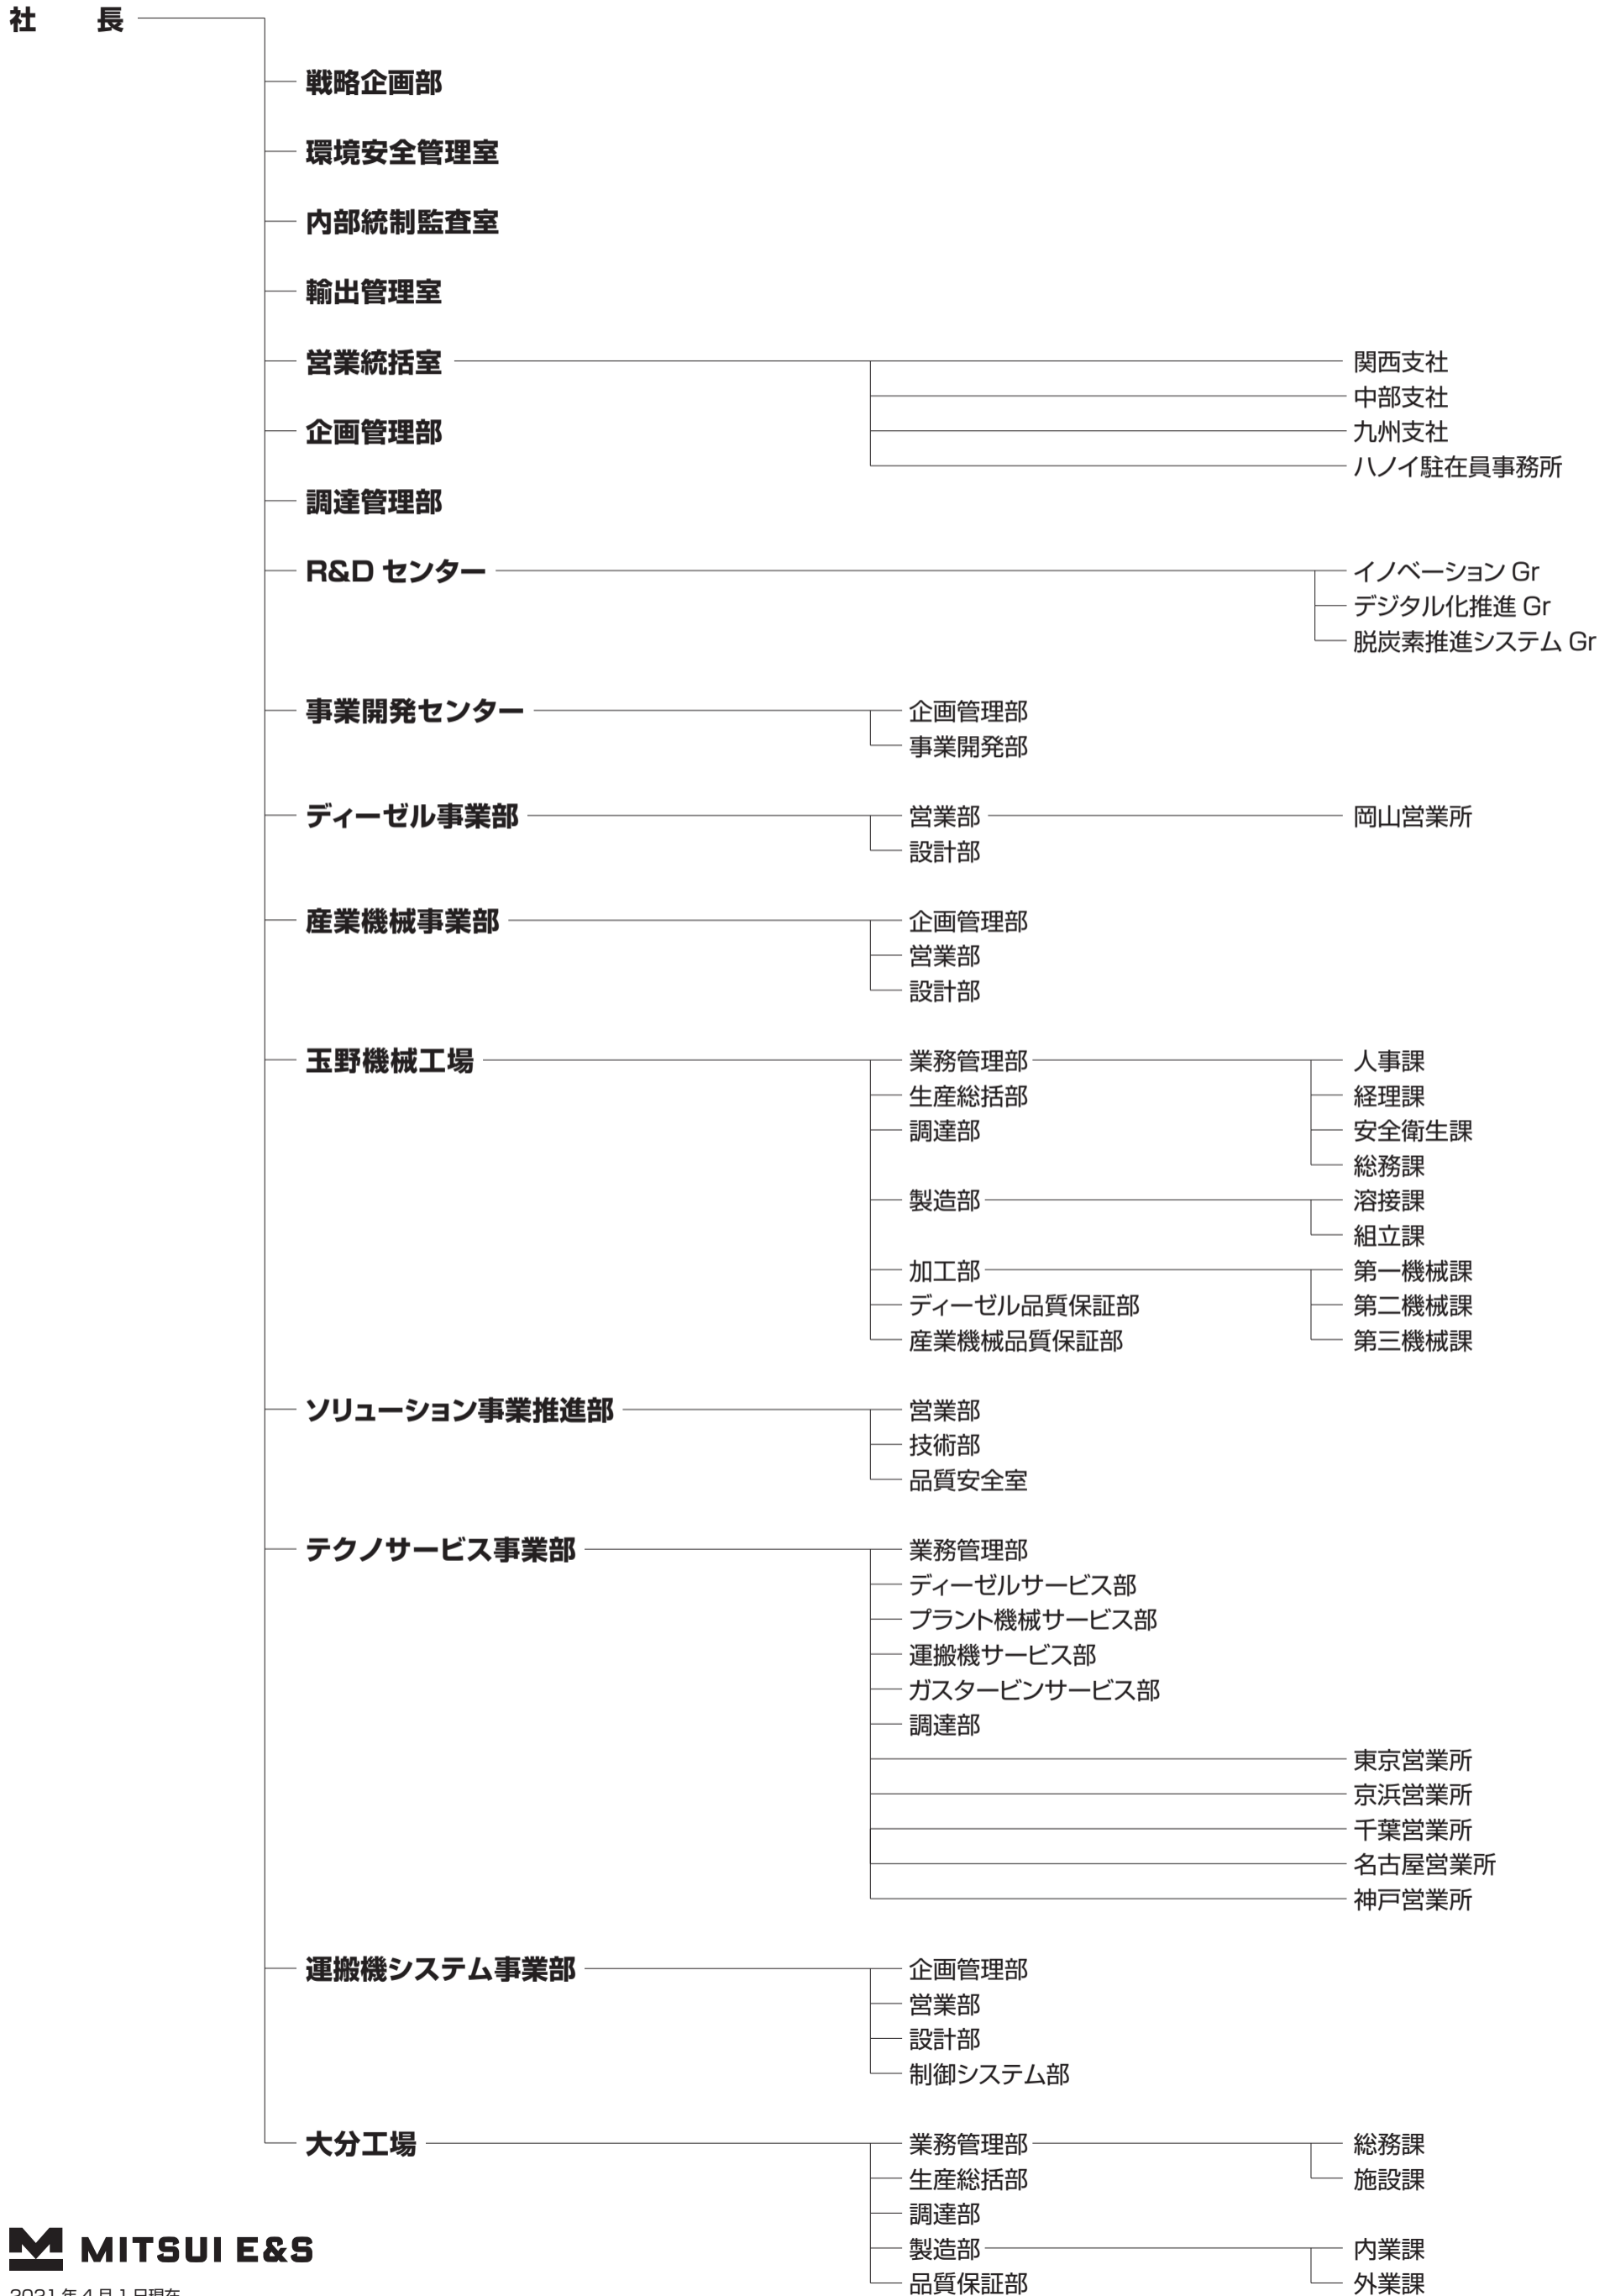 社長
戦略企画部
環境安全管理室
内部統制監査室
輸出管理室
営業統括室 関西支社
中部支社
企画管理部 九州支社
ハノイ駐在員事務所
調達管理部
R&D センター イノベーション Gr
デジタル化推進 Gr
脱炭素推進システム Gr
事業開発センター 企画管理部
事業開発部
ディーゼル事業部 営業部 岡山営業所
設計部
産業機械事業部 企画管理部
営業部
設計部
玉野機械工場 業務管理部 人事課
生産総括部 経理課
調達部 安全衛生課
総務課
製造部 溶接課
組立課
加工部 第一機械課
ディーゼル品質保証部 第二機械課
産業機械品質保証部 第三機械課
ソリューション事業推進部 営業部
技術部
品質安全室
テクノサービス事業部 業務管理部
ディーゼルサービス部
プラント機械サービス部
運搬機サービス部
ガスタービンサービス部
調達部
東京営業所
京浜営業所
千葉営業所
名古屋営業所
神戸営業所
運搬機システム事業部 企画管理部
営業部
設計部
制御システム部
大分工場 業務管理部 総務課
生産総括部 施設課
調達部
製造部 内業課
品質保証部 外業課
MITSUI E&S
2021 年 4 月 1 日現在